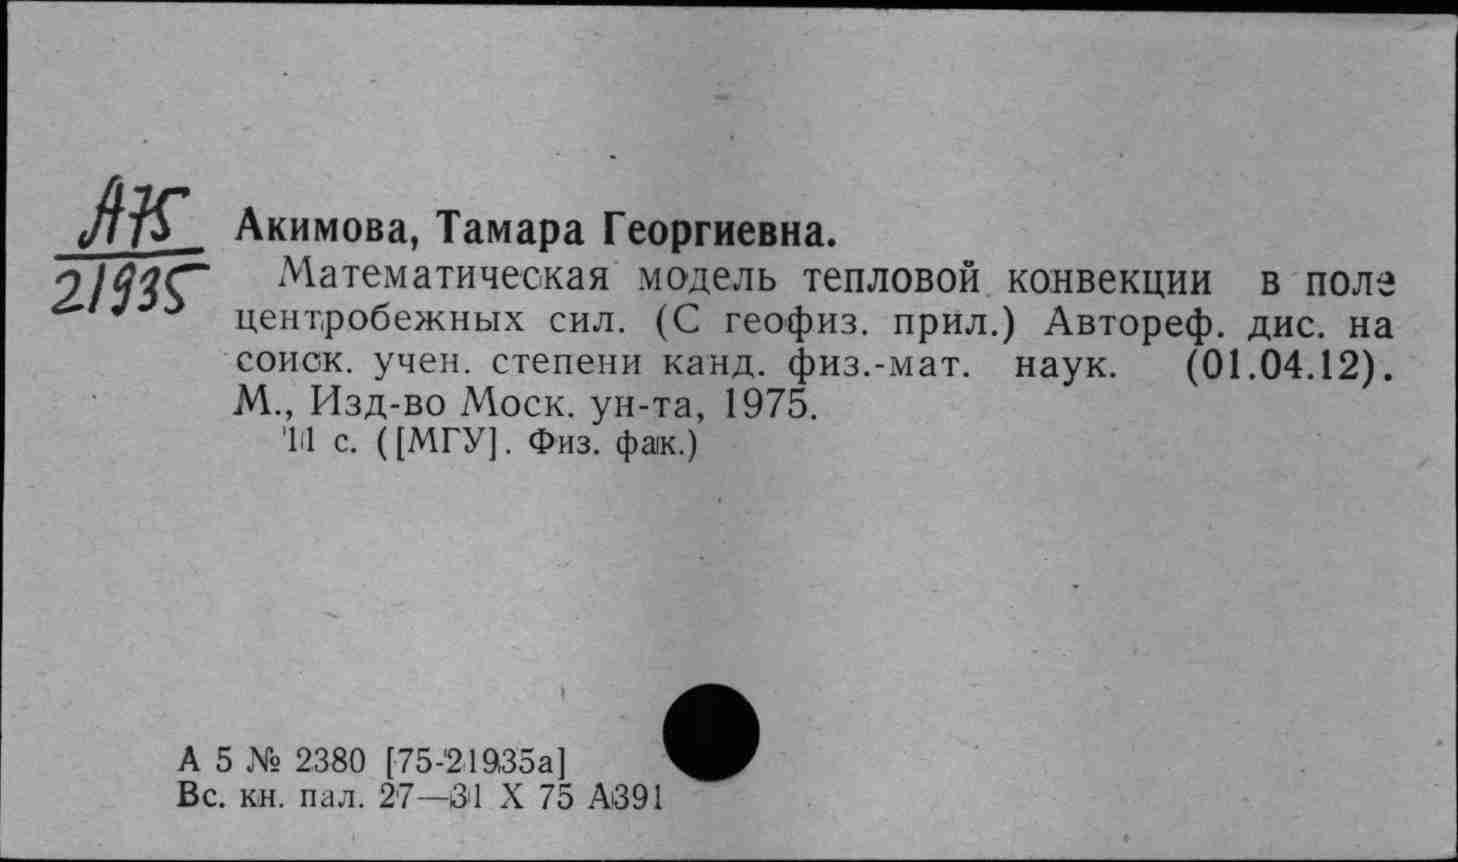 АК
21935
Акимова, Тамара Георгиевна.
Математическая модель тепловой конвекции в поле
центробежных сил. (С геофиз. прил.) Автореф. дис. на
соиск. учен. степени канд. физ.-мат. наук. (01.04.12).
М., Изд-во Моск. ун-та, 1975.
11 с. ([МГУ]. Физ. фак.)
А 5 № 2380 [75-21935а]
Вс. кн. пал. 27—31 X 75 А391